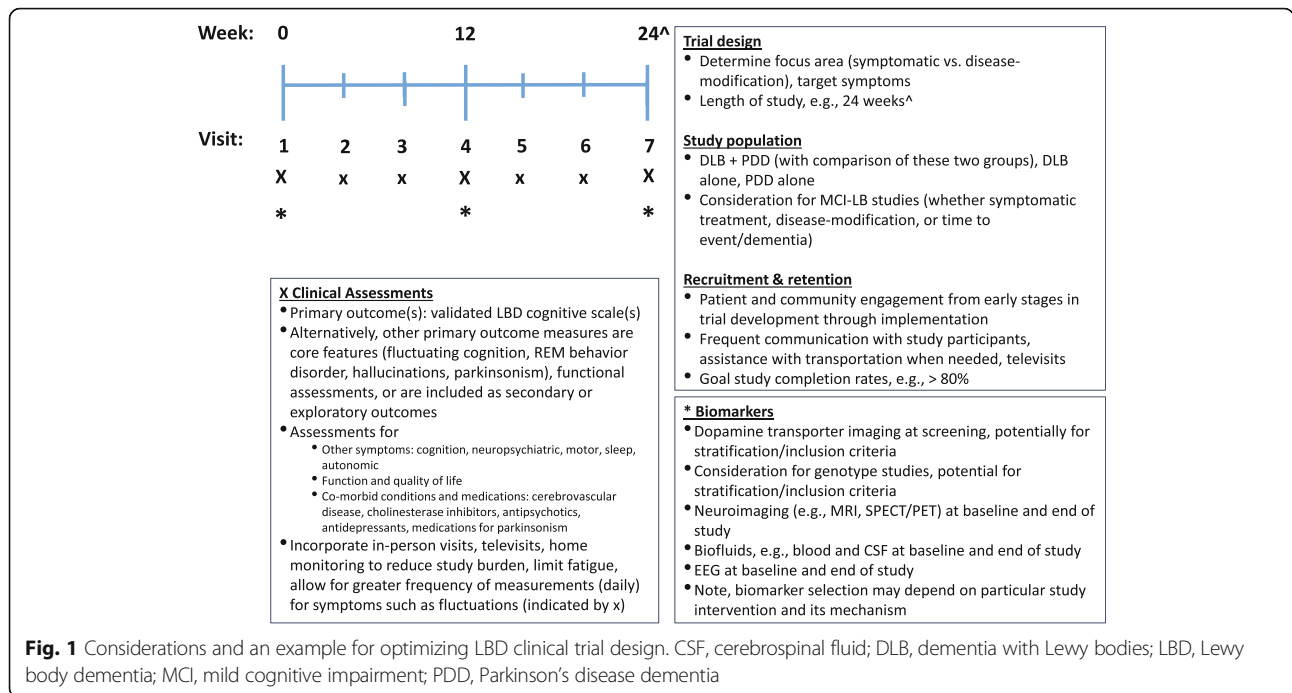 Week: 0 12 24^
Visit: 1 2 3 4 5 6 7
X x x X x x X
* * *
X Clinical Assessments
• Primary outcome(s): validated LBD cognitive scale(s)
• Alternatively, other primary outcome measures are
core features (fluctuating cognition, REM behavior
disorder, hallucinations, parkinsonism), functional
assessments, or are included as secondary or
exploratory outcomes
• Assessments for
• Other symptoms: cognition, neuropsychiatric, motor, sleep,
autonomic
• Function and quality of life
• Co-morbid conditions and medications: cerebrovascular
disease, cholinesterase inhibitors, antipsychotics,
antidepressants, medications for parkinsonism
• Incorporate in-person visits, televisits, home
monitoring to reduce study burden, limit fatigue,
allow for greater frequency of measurements (daily)
for symptoms such as fluctuations (indicated by x)
Trial design
• Determine focus area (symptomatic vs. disease-
modification), target symptoms
• Length of study, e.g., 24 weeks^
Study population
• DLB + PDD (with comparison of these two groups), DLB
alone, PDD alone
• Consideration for MCI-LB studies (whether symptomatic
treatment, disease-modification, or time to
event/dementia)
Recruitment & retention
• Patient and community engagement from early stages in
trial development through implementation
• Frequent communication with study participants,
assistance with transportation when needed, televisits
• Goal study completion rates, e.g., > 80%
* Biomarkers
• Dopamine transporter imaging at screening, potentially for
stratification/inclusion criteria
• Consideration for genotype studies, potential for
stratification/inclusion criteria
• Neuroimaging (e.g., MRI, SPECT/PET) at baseline and end of
study
• Biofluids, e.g., blood and CSF at baseline and end of study
• EEG at baseline and end of study
• Note, biomarker selection may depend on particular study
intervention and its mechanism
Fig. 1 Considerations and an example for optimizing LBD clinical trial design. CSF, cerebrospinal fluid; DLB, dementia with Lewy bodies; LBD, Lewy
body dementia; MCI, mild cognitive impairment; PDD, Parkinson's disease dementia